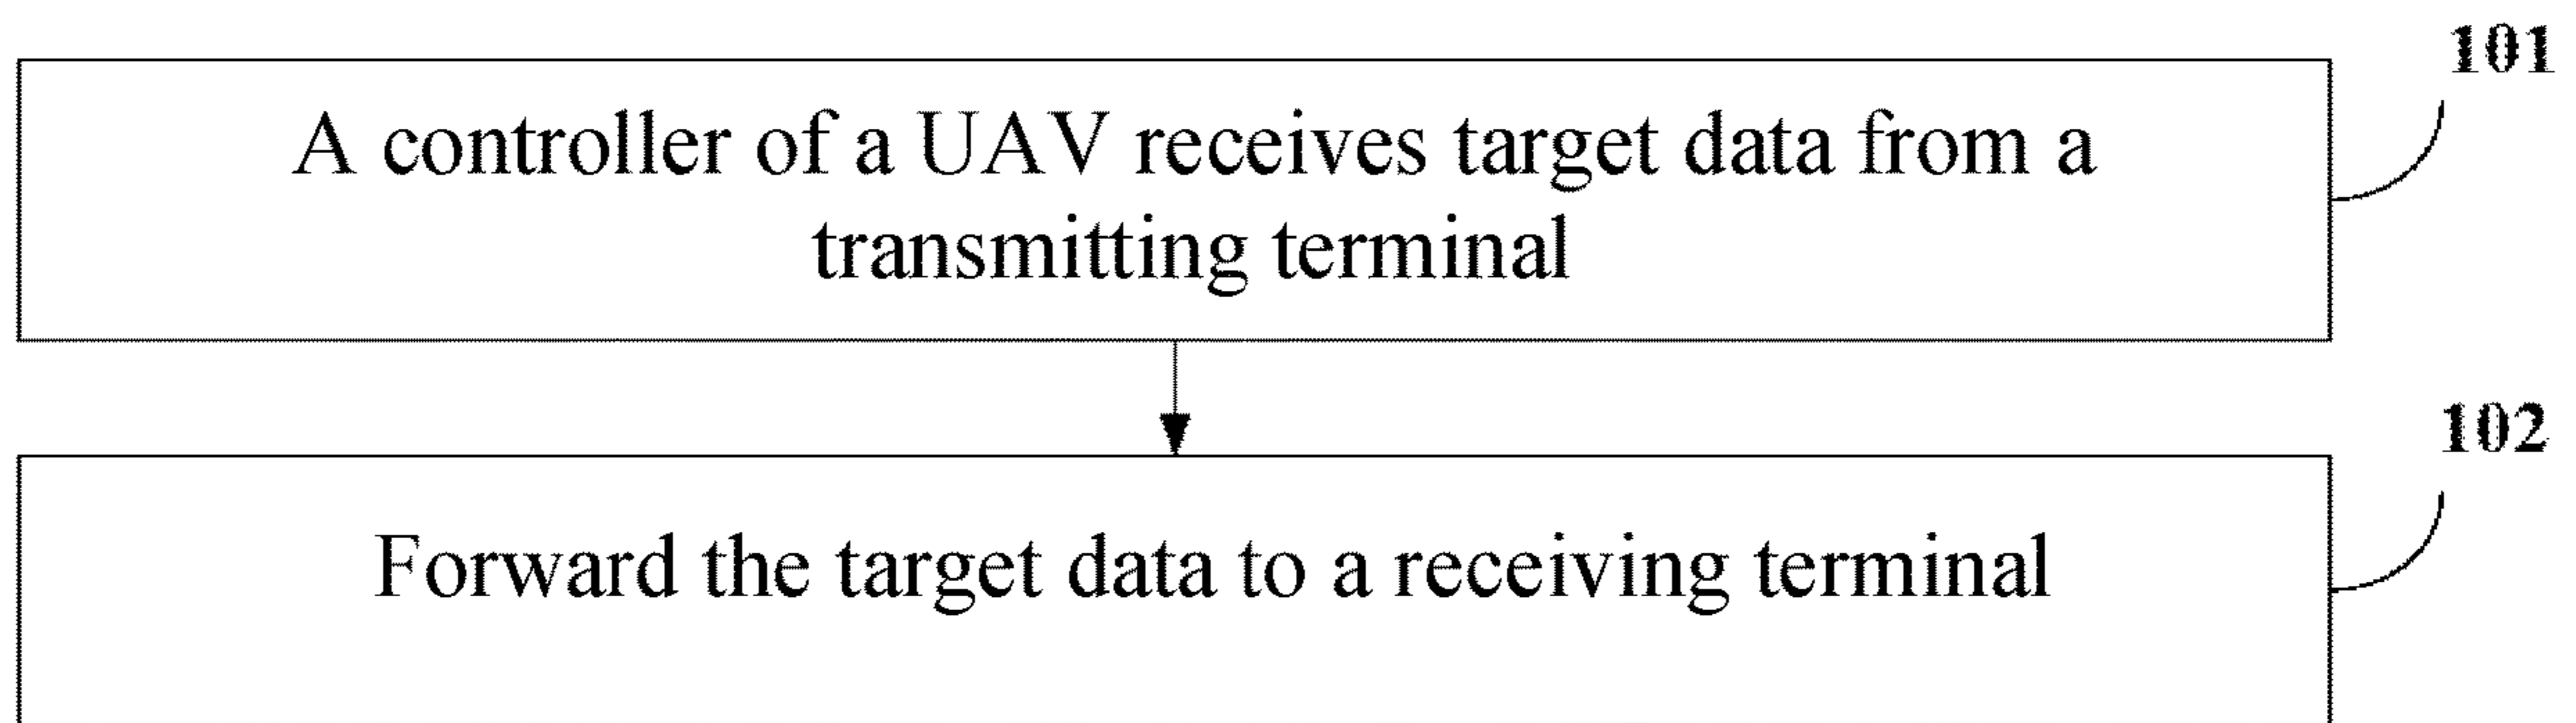 101
A controller of a UAV receives target data from a
transmitting terminal
102
Forward the target data to a receiving terminal